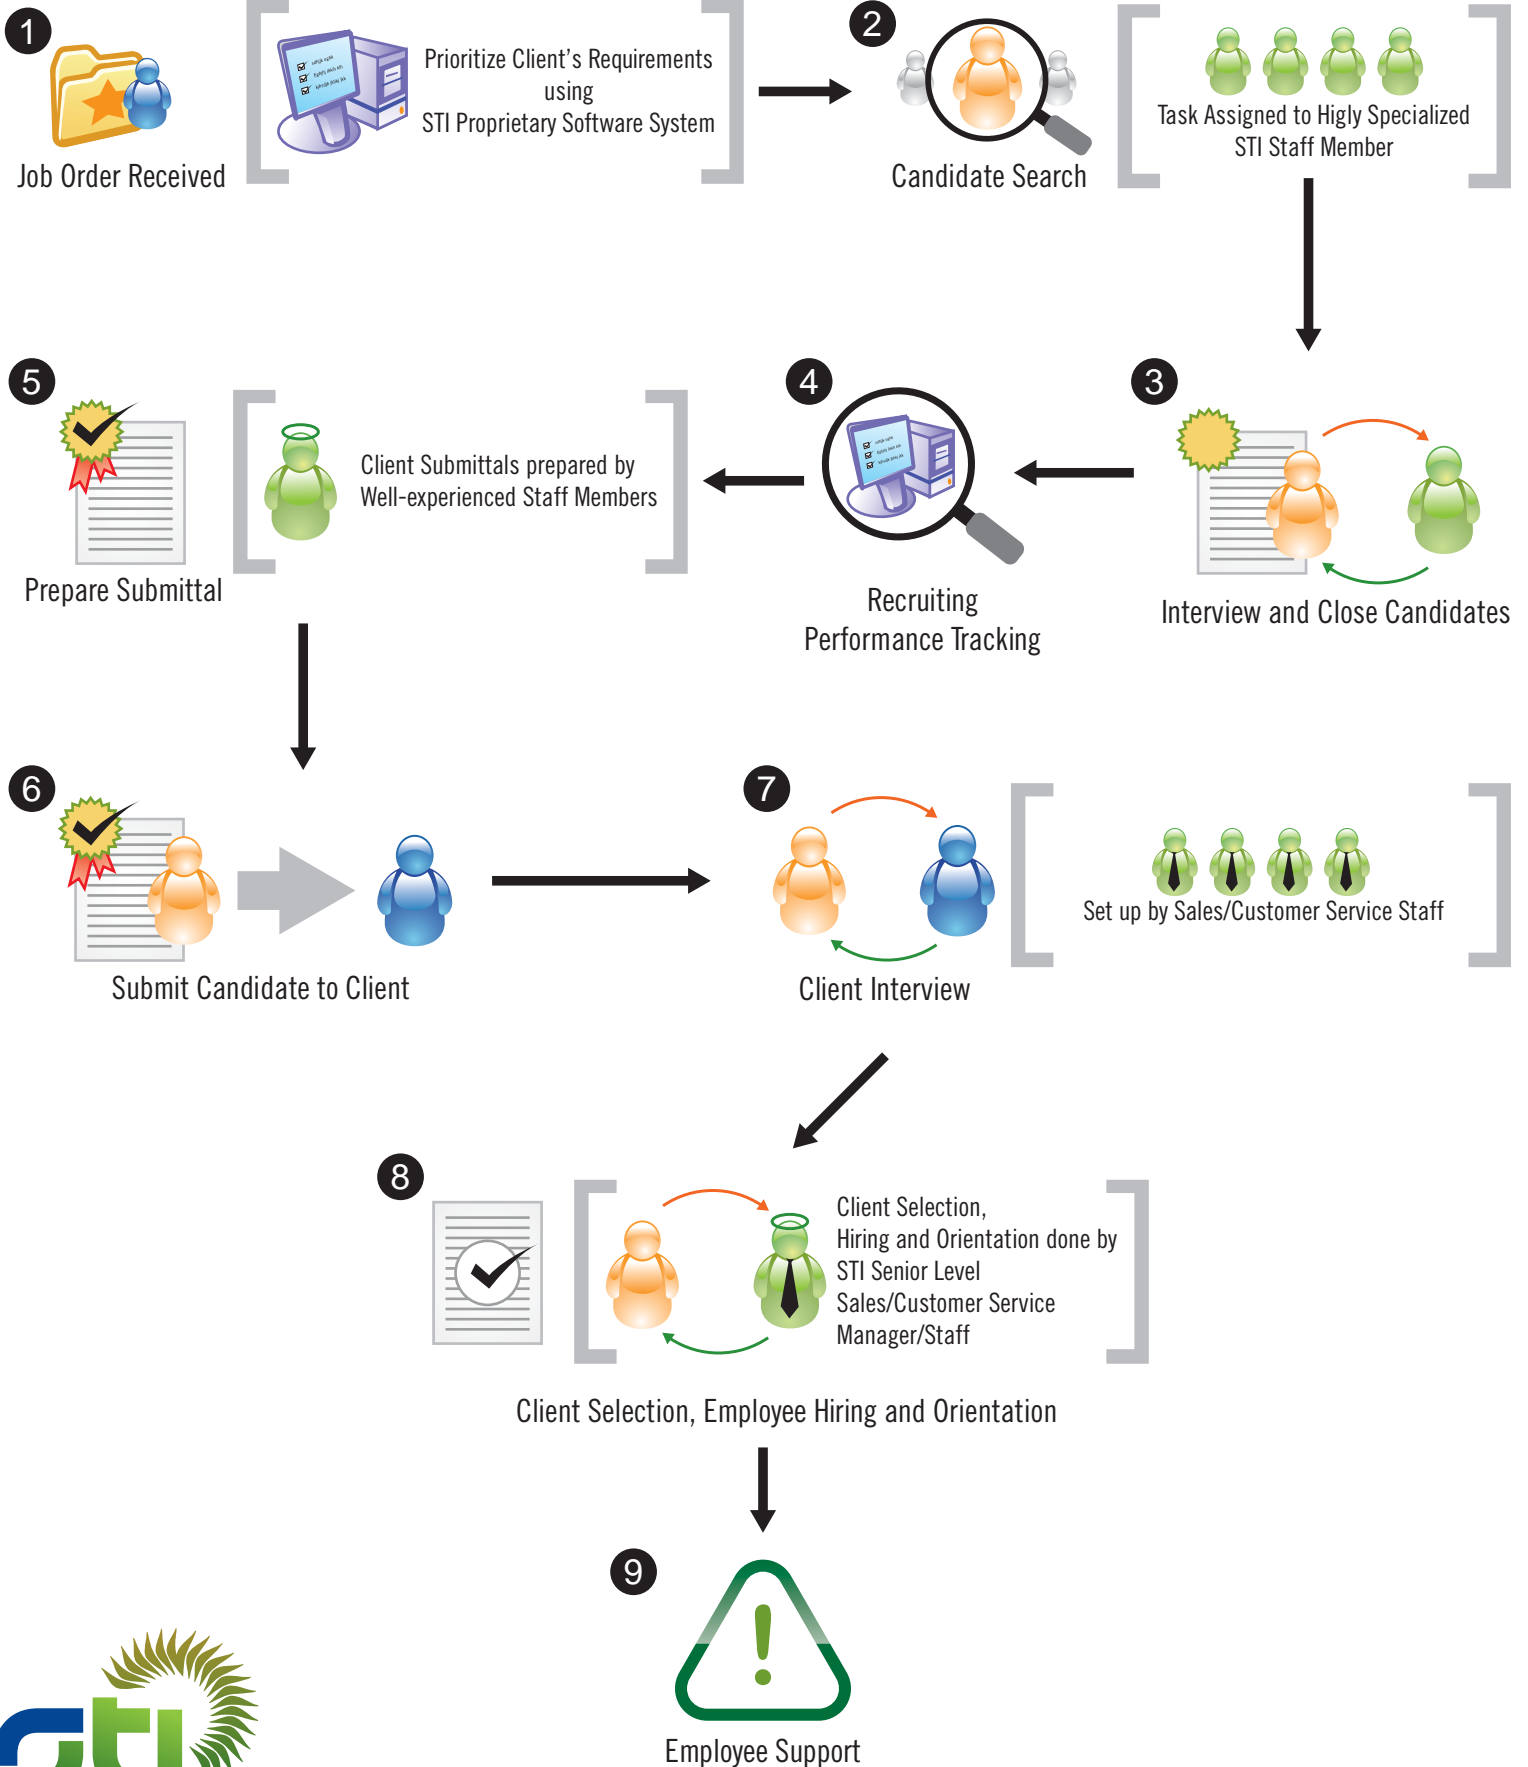 1
Job Order Received
Prioritize Client's Requirements
using
STI Proprietary Software System
2
Candidate Search
Task Assigned to Higly Specialized
STI Staff Member
3
Interview and Close Candidates
4
Recruiting
Performance Tracking
5
Prepare Submittal
Client Submittals prepared by
Well-experienced Staff Members
6
Submit Candidate to Client
7
Client Interview
Set up by Sales/Customer Service Staff
8
Client Selection,
Hiring and Orientation done by
STI Senior Level
Sales/Customer Service
Manager/Staff
Client Selection, Employee Hiring and Orientation
9
Employee Support
sti